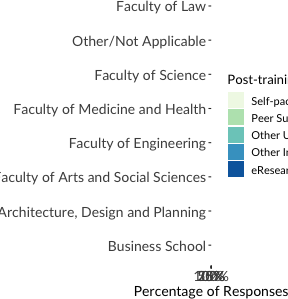 Faculty of Law
Other/Not Applicable
Faculty of Science
Faculty of Medicine and Health
Faculty of Engineering
Faculty of Arts and Social Sciences
Architecture, Design and Planning
Business School
Percentage of Responses
Post-traini
Self-pac
Peer Su
Other U
Other In
eResear